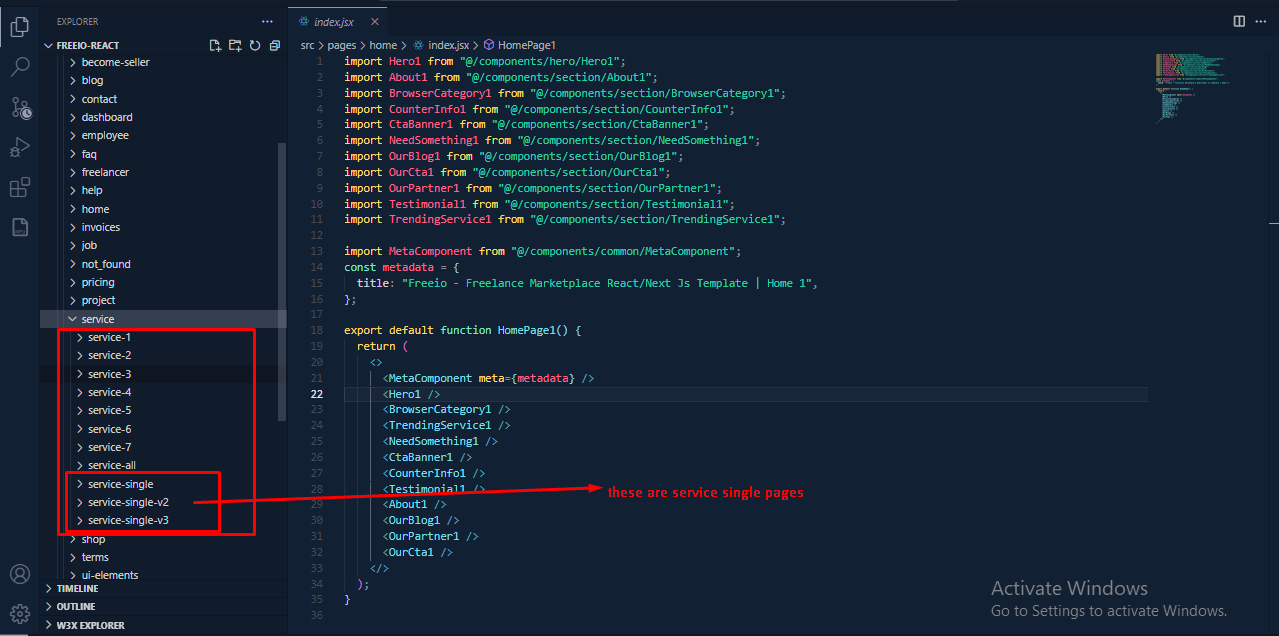 EXPLORER
···
index.jsx
FREEIO-REACT
src > pages > home > index.jsx > HomePage1
become-seller
blog
contact
dashboard
employee
faq
freelancer
help
home
invoices
job
not_found
pricing
project
service
service-1
service-2
service-3
service-4
service-5
service-6
service-7
service-all
service-single
service-single-v2
service-single-v3
shop
terms
ui-elements
TIMELINE
OUTLINE
W3X EXPLORER
1 import Hero1 from "@/components/hero/Hero1";
2 import About1 from "@/components/section/About1";
3 import BrowserCategory1 from "@/components/section/BrowserCategory1";
4 import CounterInfo1 from "@/components/section/CounterInfo1";
5 import CtaBanner1 from "@/components/section/CtaBanner1";
6 import NeedSomething1 from "@/components/section/NeedSomething1";
7 import OurBlog1 from "@/components/section/OurBlog1";
8 import OurCta1 from "@/components/section/OurCta1";
9 import OurPartner1 from "@/components/section/OurPartner1";
10 import Testimonial1 from "@/components/section/Testimonial1";
11 import TrendingService1 from "@/components/section/TrendingService1";
12
13 import MetaComponent from "@/components/common/MetaComponent";
14 const metadata = {
15 title: "Freeio - Freelance Marketplace React/Next Js Template | Home 1",
16 };
17
18 export default function HomePage1() {
19 return (
20 <>
21 <MetaComponent meta={metadata} />
22 <Hero1 />
23 <BrowserCategory1 />
24 <TrendingService1 />
25 <NeedSomething1 />
26 <CtaBanner1 />
27 <CounterInfo1 />
28 <Testimonial1 />
these are service single pages
29 <About1 />
30 <OurBlog1 />
31 <OurPartner1 />
32 <OurCta1 />
33 </>
34 );
35 }
36
Activate Windows
Go to Settings to activate Windows.